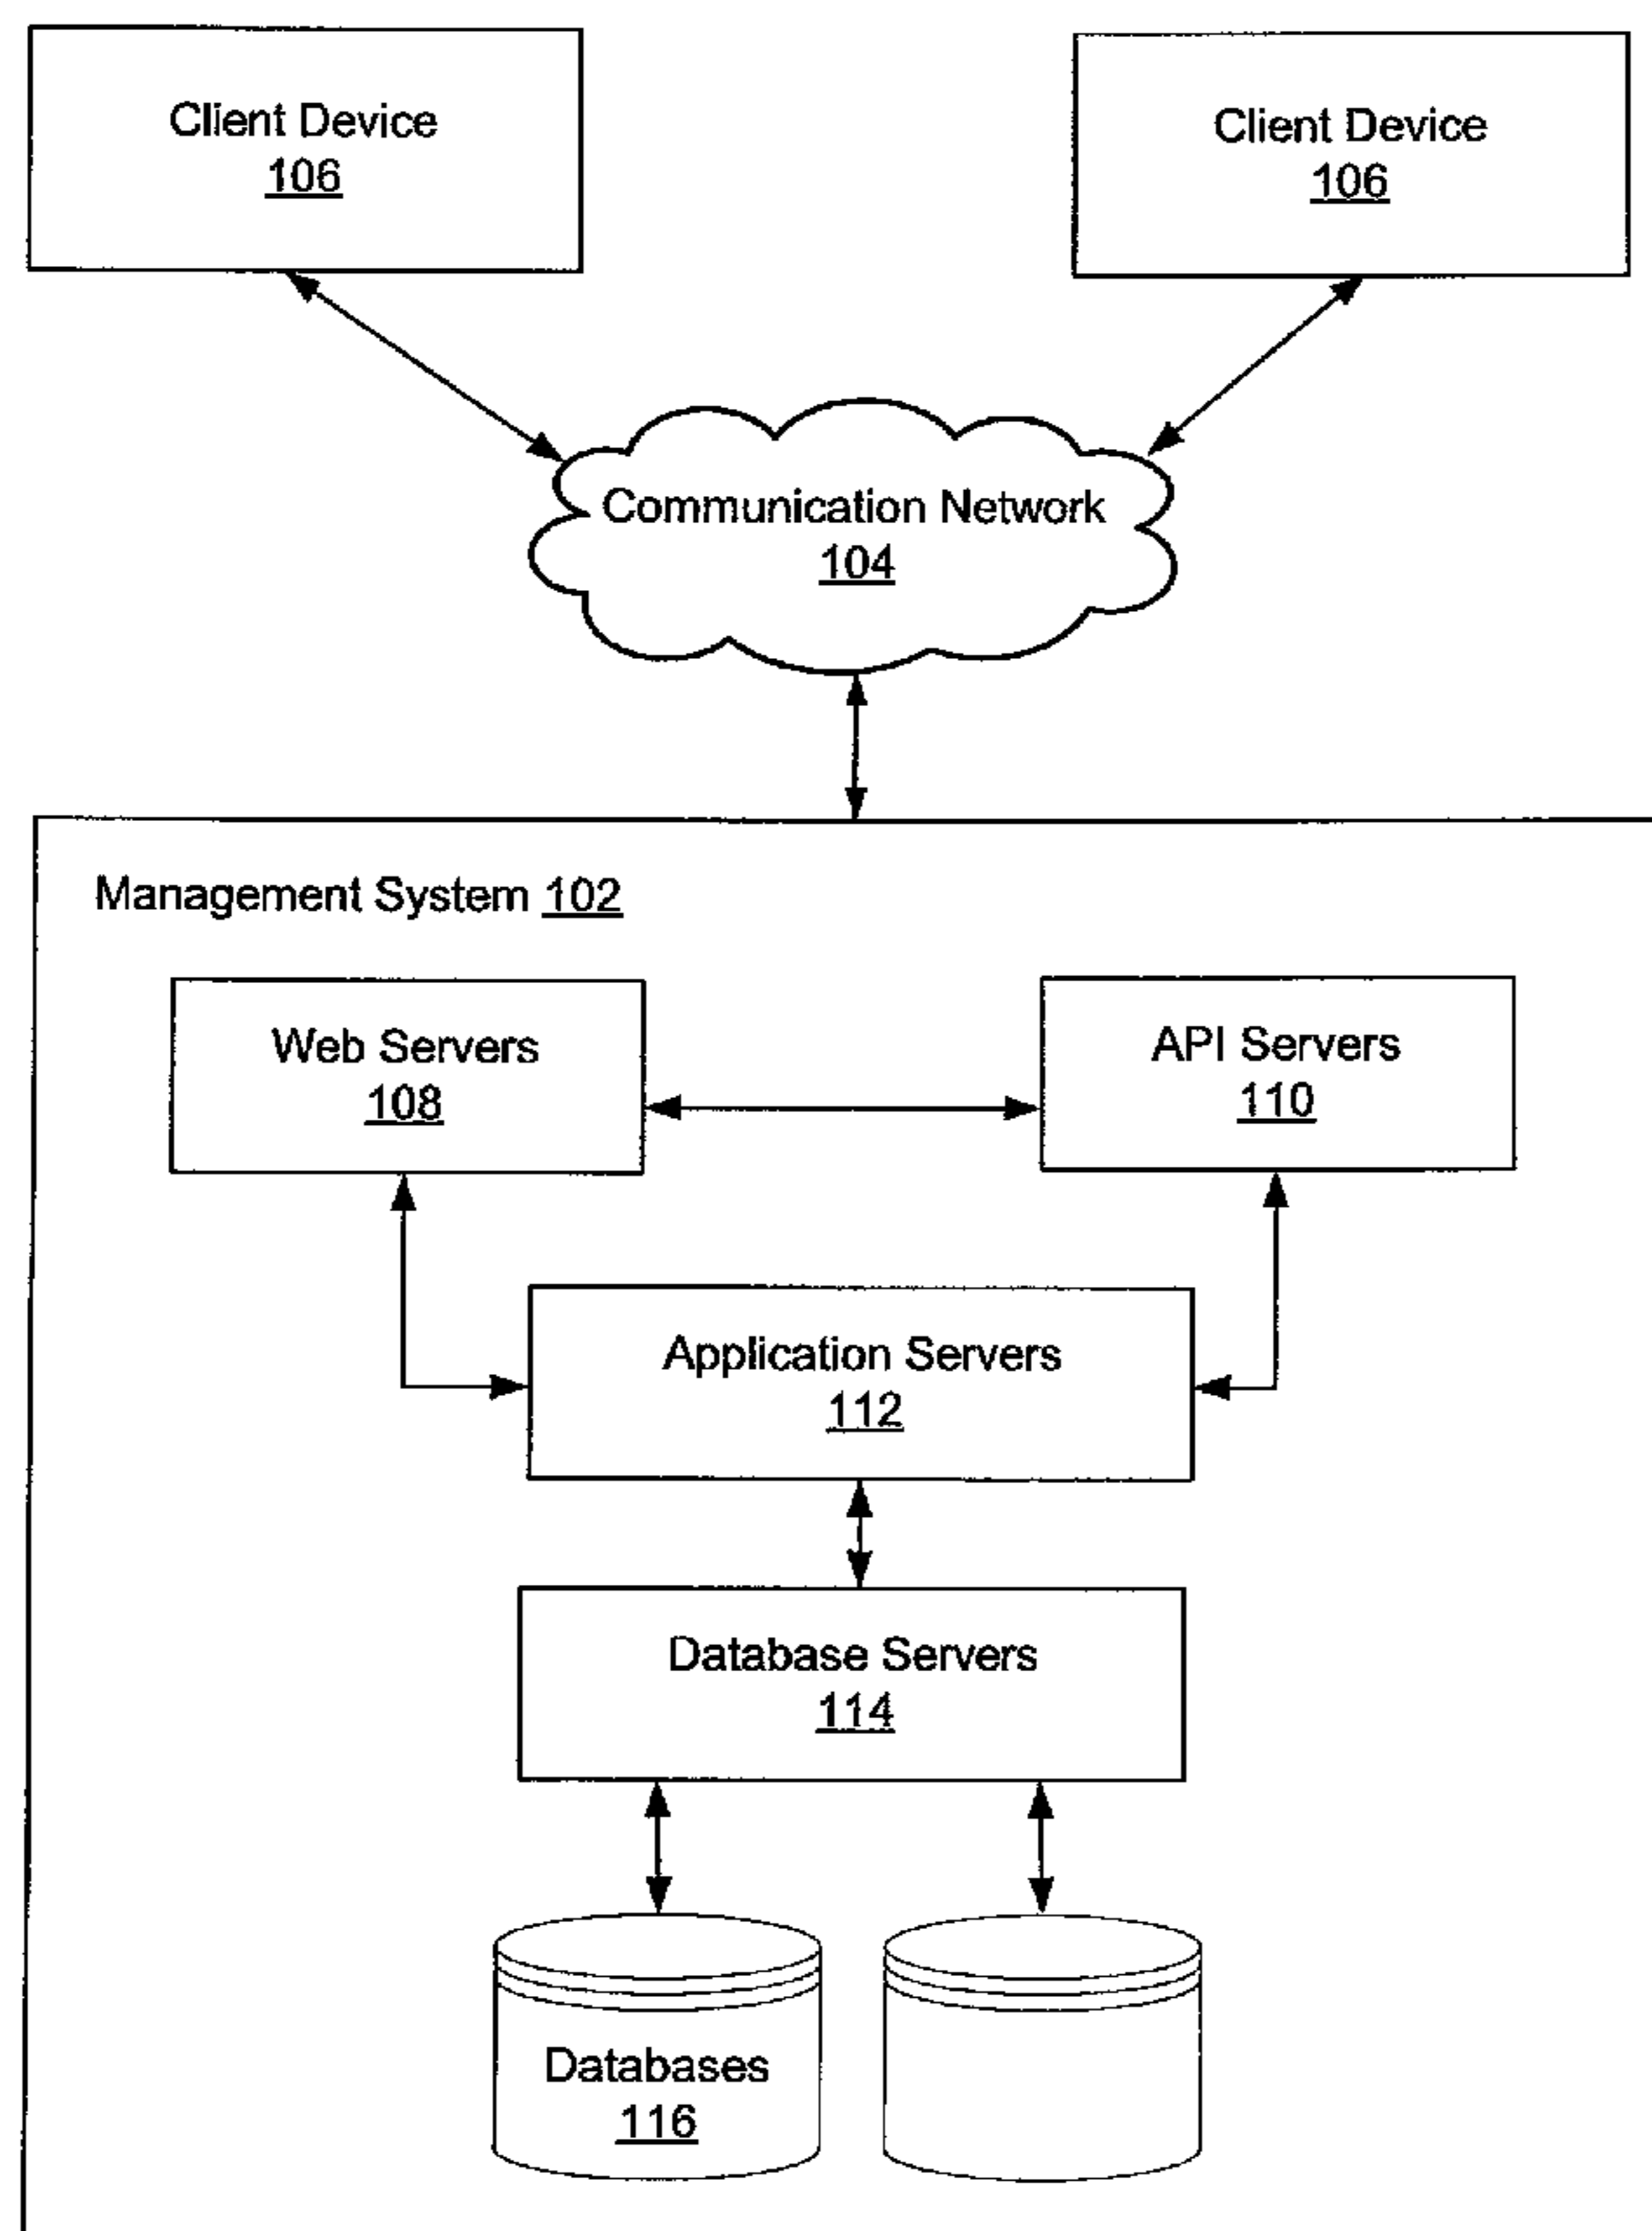 Client Device
106
Client Device
106
Communication Network
104
Management System 102
Web Servers
108
API Servers
110
Application Servers
112
Database Servers
114
Databases
116